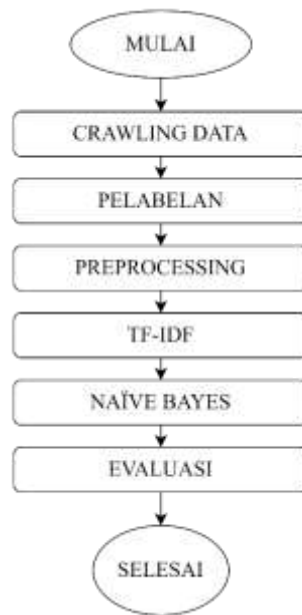 MULAI
CRAWLING DATA
PELABELAN
PREPROCESSING
TF-IDF
NAÏVE BAYES
EVALUASI
SELESAI